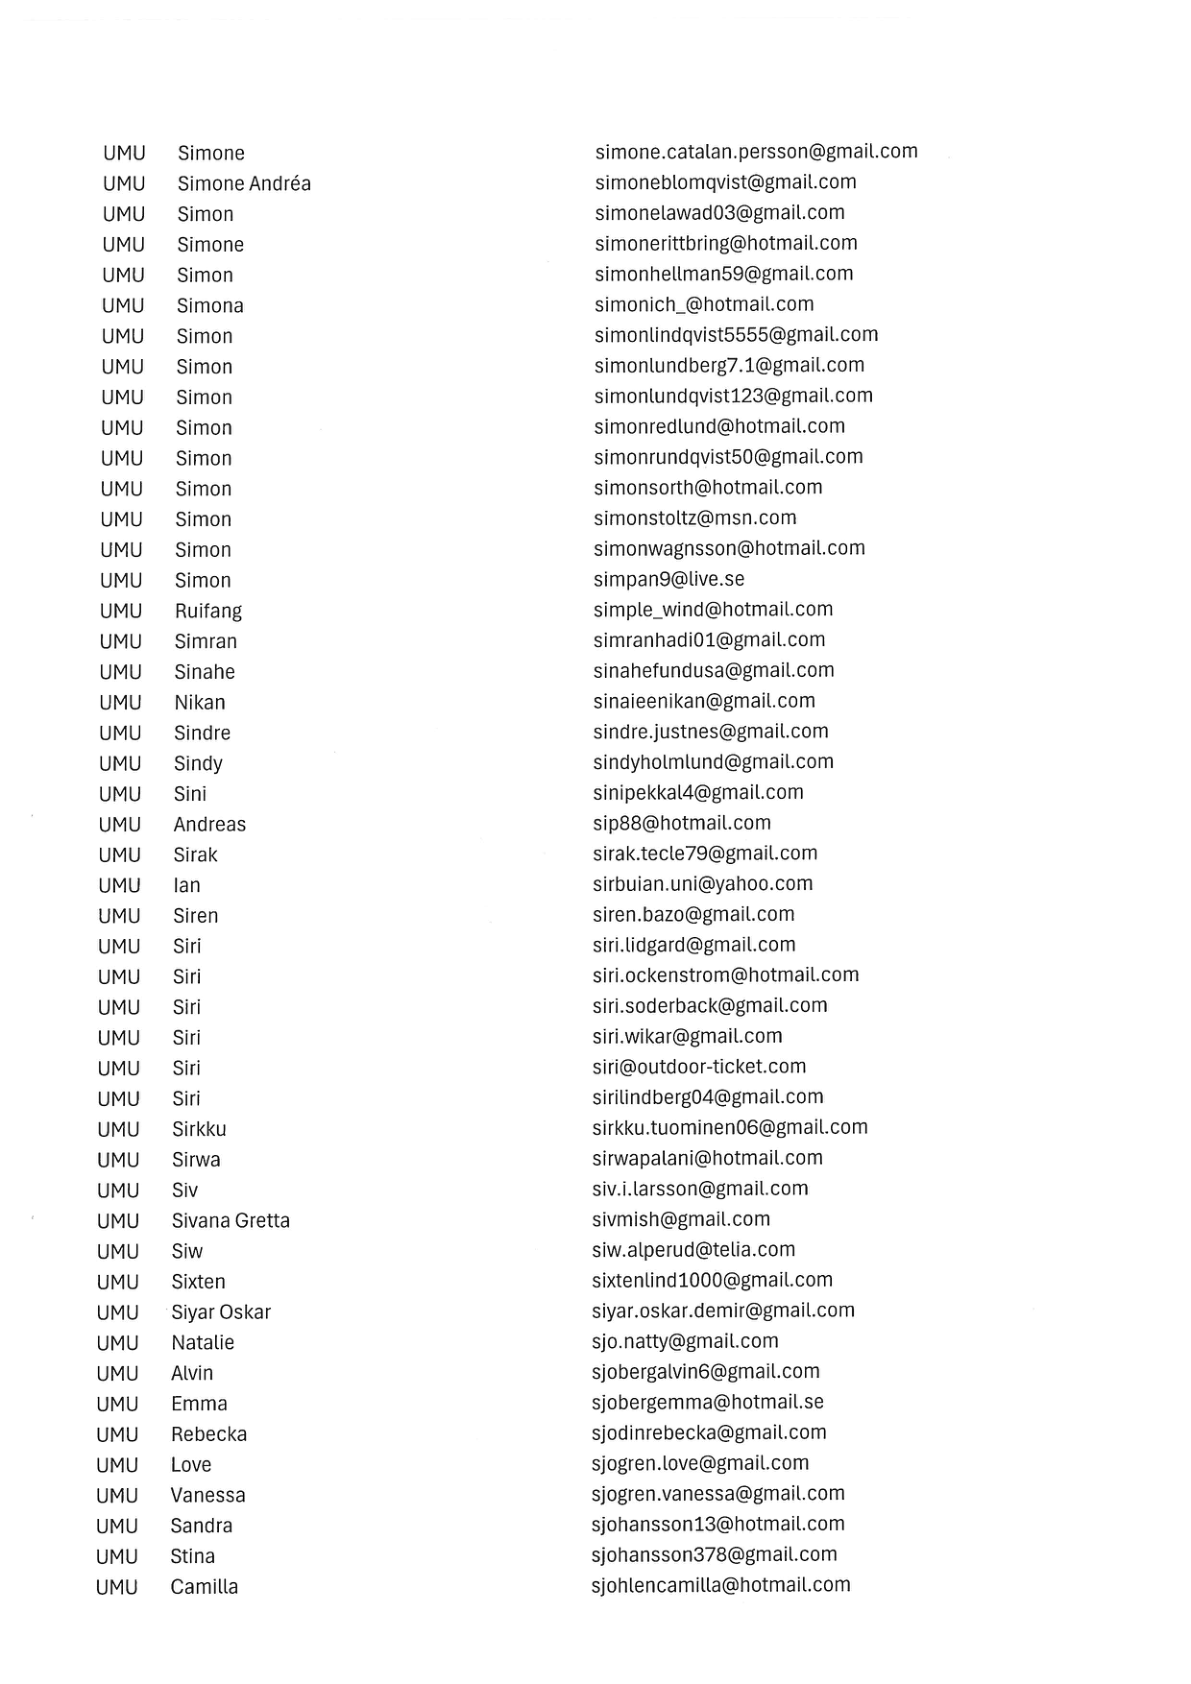 UMU Simone simone.catalan.persson@gmail.com
UMU Simone Andréa simoneblomqvist@gmail.com
UMU Simon simonelawad03@gmail.com
UMU Simone simonerittbring@hotmail.com
UMU Simon simonhellman59@gmail.com
UMU Simona simonich_@hotmail.com
UMU Simon simonlindqvist5555@gmail.com
UMU Simon simonlundberg7.1@gmail.com
UMU Simon simonlundqvist123@gmail.com
UMU Simon simonredlund@hotmail.com
UMU Simon simonrundqvist50@gmail.com
UMU Simon simonsorth@hotmail.com
UMU Simon simonstoltz@msn.com
UMU Simon simonwagnsson@hotmail.com
UMU Simon simpan9@live.se
UMU Ruifang simple_wind@hotmail.com
UMU Simran simranhadi01@gmail.com
UMU Sinahe sinahefundusa@gmail.com
UMU Nikan sinaieenikan@gmail.com
UMU Sindre sindre.justnes@gmail.com
UMU Sindy sindyholmlund@gmail.com
UMU Sini sinipekkal4@gmail.com
UMU Andreas sip88@hotmail.com
UMU Sirak sirak.tecle79@gmail.com
UMU Ian sirbuian.uni@yahoo.com
UMU Siren siren.bazo@gmail.com
UMU Siri siri.lidgard@gmail.com
UMU Siri siri.ockenstrom@hotmail.com
UMU Siri siri.soderback@gmail.com
UMU Siri siri.wikar@gmail.com
UMU Siri siri@outdoor-ticket.com
UMU Siri sirilindberg04@gmail.com
UMU Sirkku sirkku.tuominen06@gmail.com
UMU Sirwa sirwapalani@hotmail.com
UMU Siv siv.i.larsson@gmail.com
UMU Sivana Gretta sivmish@gmail.com
UMU Siw siw.alperud@telia.com
UMU Sixten sixtenlind1000@gmail.com
UMU Siyar Oskar siyar.oskar.demir@gmail.com
UMU Natalie sjo.natty@gmail.com
UMU Alvin sjobergalvin6@gmail.com
UMU Emma sjobergemma@hotmail.se
UMU Rebecka sjodinrebecka@gmail.com
UMU Love sjogren.love@gmail.com
UMU Vanessa sjogren.vanessa@gmail.com
UMU Sandra sjohansson13@hotmail.com
UMU Stina sjohansson378@gmail.com
UMU Camilla sjohlencamilla@hotmail.com